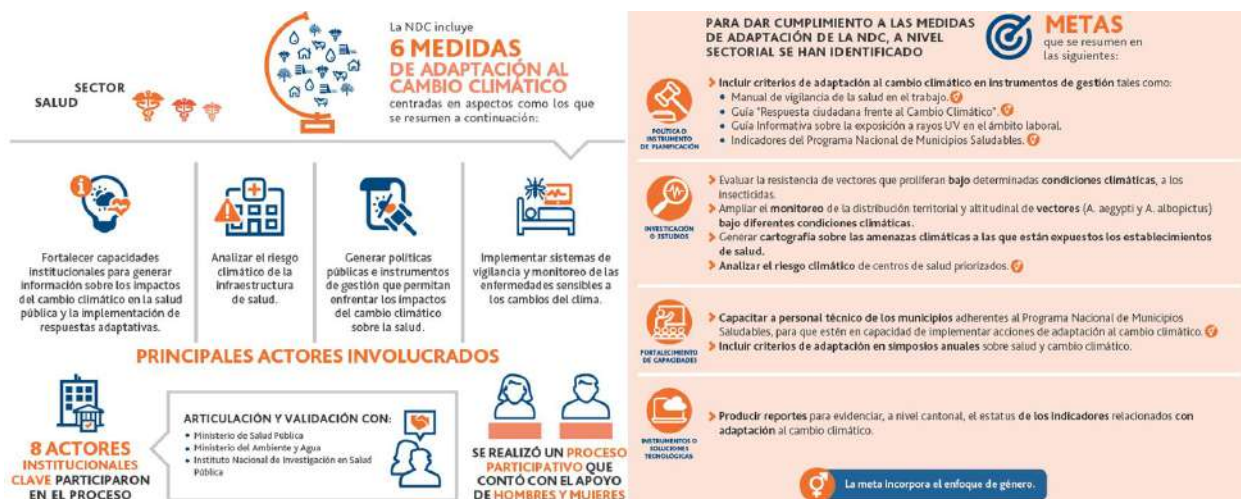 SECTOR
SALUD
La NDC incluye
6 MEDIDAS
DE ADAPTACIÓN AL
CAMBIO CLIMÁTICO
centradas en aspectos como los que
se resumen a continuación:
Fortalecer capacidades
institucionales para generar
información sobre los impactos
del cambio climático en la salud
pública y la implementación de
respuestas adaptativas.
Analizar el riesgo
climático de la
infraestructura
de salud.
Generar políticas
públicas e instrumentos
de gestión que permitan
enfrentar los impactos
del cambio climático
sobre la salud.
Implementar sistemas de
vigilancia y monitoreo de las
enfermedades sensibles a
los cambios del clima.
PRINCIPALES ACTORES INVOLUCRADOS
8 ACTORES
INSTITUCIONALES
CLAVE PARTICIPARON
EN EL PROCESO
ARTICULACIÓN Y VALIDACIÓN CON:
• Ministerio de Salud Pública
• Ministerio del Ambiente y Agua
• Instituto Nacional de Investigación en Salud
Pública
SE REALIZÓ UN PROCESO
PARTICIPATIVO QUE
CONTÓ CON EL APOYO
DE HOMBRES Y MUJERES
PARA DAR CUMPLIMIENTO A LAS MEDIDAS
DE ADAPTACIÓN DE LA NDC, A NIVEL
SECTORIAL SE HAN IDENTIFICADO
METAS
que se resumen en
las siguientes:
POLÍTICA O
INSTRUMENTO
DE PLANIFICACIÓN
Incluir criterios de adaptación al cambio climático en instrumentos de gestión tales como:
• Manual de vigilancia de la salud en el trabajo.
• Guía "Respuesta ciudadana frente al Cambio Climático".
• Guía Informativa sobre la exposición a rayos UV en el ámbito laboral.
• Indicadores del Programa Nacional de Municipios Saludables.
INVESTIGACIÓN
O ESTUDIOS
Evaluar la resistencia de vectores que proliferan bajo determinadas condiciones climáticas, a los
insecticidas.
Ampliar el monitoreo de la distribución territorial y altitudinal de vectores (A. aegypti y A. albopictus)
bajo diferentes condiciones climáticas.
Generar cartografía sobre las amenazas climáticas a las que están expuestos los establecimientos
de salud.
Analizar el riesgo climático de centros de salud priorizados.
FORTALECIMIENTO
DE CAPACIDADES
Capacitar a personal técnico de los municipios adherentes al Programa Nacional de Municipios
Saludables, para que estén en capacidad de implementar acciones de adaptación al cambio climático.
Incluir criterios de adaptación en simposios anuales sobre salud y cambio climático.
INSTRUMENTOS O
SOLUCIONES
TECNOLÓGICAS
Producir reportes para evidenciar, a nivel cantonal, el estatus de los indicadores relacionados con
adaptación al cambio climático.
La meta incorpora el enfoque de género.